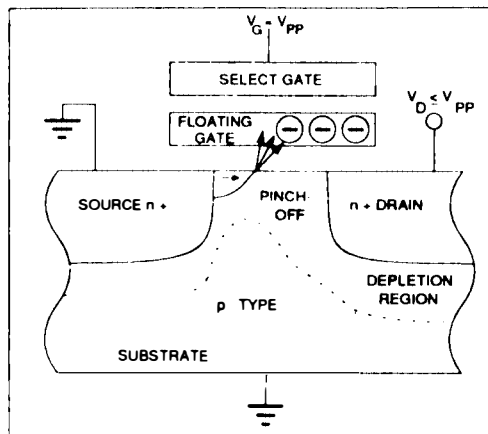 V_G = V_PP
SELECT GATE
V_D ≤ V_PP
FLOATING
GATE
SOURCE n +
PINCH
OFF
n + DRAIN
DEPLETION
REGION
p TYPE
SUBSTRATE